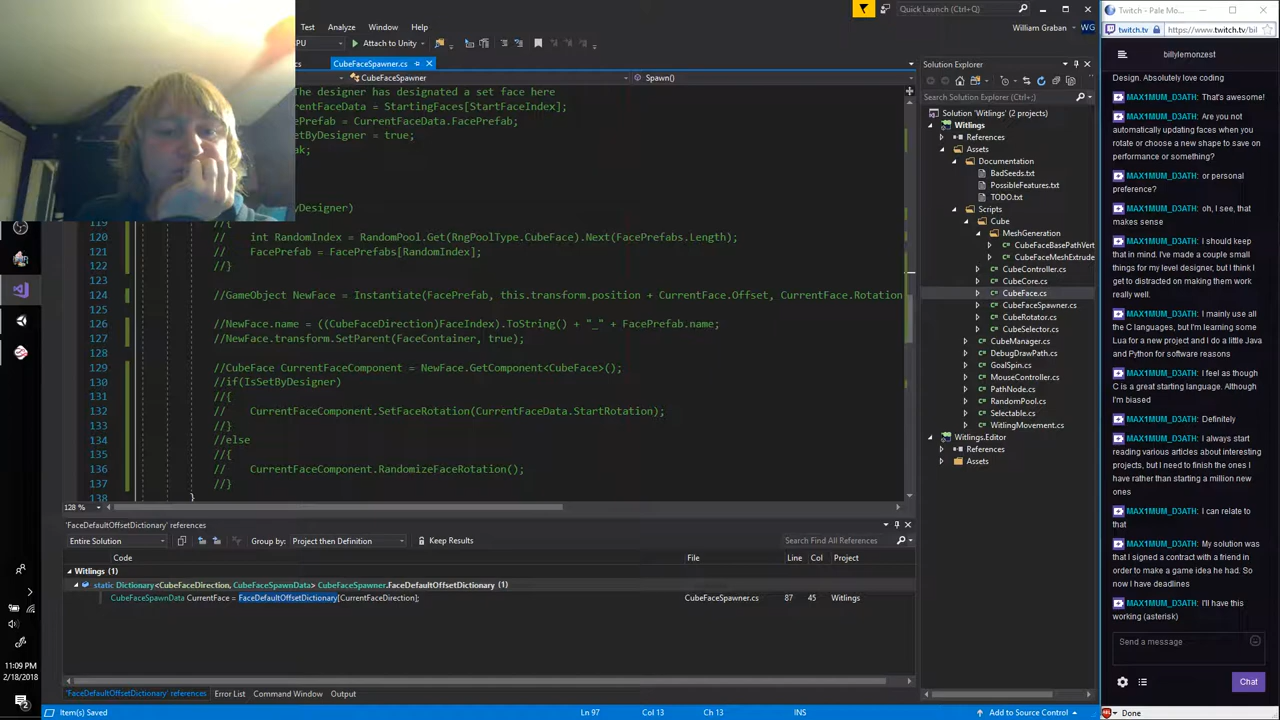 Test
Analyze
Window
Quick Launch (Ctrl+Q)
William Graban
WG
PU
Attach to Unity
CubeFaceSpawner.cs
CubeFaceSpawner
Spawn()
The designer has designated a set face here
rrentFaceData = StartingFaces[StartFaceIndex];
cePrefab = CurrentFaceData.FacePrefab;
SetByDesigner = true;
eak;
yDesigner)
119 //{
120 // int RandomIndex = RandomPool.Get(RngPoolType.CubeFace).Next(FacePrefabs.Length);
121 // FacePrefab = FacePrefabs[RandomIndex];
122 //}
123
124 //GameObject NewFace = Instantiate(FacePrefab, this.transform.position + CurrentFace.Offset, CurrentFace.Rotation
125
126 //NewFace.name = ((CubeFaceDirection)FaceIndex).ToString() + "_" + FacePrefab.name;
127 //NewFace.transform.SetParent(FaceContainer, true);
128
129 //CubeFace CurrentFaceComponent = NewFace.GetComponent<CubeFace>();
130 //if(IsSetByDesigner)
131 //{
132 // CurrentFaceComponent.SetFaceRotation(CurrentFaceData.StartRotation);
133 //}
134 //else
135 //{
136 // CurrentFaceComponent.RandomizeFaceRotation();
137 //}
138 }
128 %
'FaceDefaultOffsetDictionary' references
Entire Solution
Group by: Project then Definition
Keep Results
Search Find All References
Code
File
Line
Col
Project
Witlings (1)
static Dictionary<CubeFaceDirection, CubeFaceSpawnData> CubeFaceSpawner.FaceDefaultOffsetDictionary (1)
CubeFaceSpawnData CurrentFace = FaceDefaultOffsetDictionary[CurrentFaceDirection];
CubeFaceSpawner.cs
87
45
Witlings
'FaceDefaultOffsetDictionary' references
Error List
Command Window
Output
Item(s) Saved
Ln 97
Col 13
Ch 13
INS
Add to Source Control
11:09 PM
2/18/2018
Solution Explorer
Search Solution Explorer (Ctrl+;)
Solution 'Witlings' (2 projects)
Witlings
References
Assets
Documentation
BadSeeds.txt
PossibleFeatures.txt
TODO.txt
Scripts
Cube
MeshGeneration
CubeFaceBasePathVert
CubeFaceMeshExtrude
CubeController.cs
CubeCore.cs
CubeFace.cs
CubeFaceSpawner.cs
CubeRotator.cs
CubeSelector.cs
CubeManager.cs
DebugDrawPath.cs
GoalSpin.cs
MouseController.cs
PathNode.cs
RandomPool.cs
Selectable.cs
WitlingMovement.cs
Witlings.Editor
References
Assets
Twitch - Pale Mo...
twitch.tv
https://www.twitch.tv/bil
billylemonzest
Design. Absolutely love coding
MAX1MUM_D3ATH: That's awesome!
MAX1MUM_D3ATH: Are you not
automatically updating faces when you
rotate or choose a new shape to save on
performance or something?
MAX1MUM_D3ATH: or personal
preference?
MAX1MUM_D3ATH: oh, I see, that
makes sense
MAX1MUM_D3ATH: I should keep
that in mind. I've made a couple small
things for my level designer, but I think I
get to distracted on making them work
really well.
MAX1MUM_D3ATH: I mainly use all
the C languages, but I'm learning some
Lua for a new project and I do a little Java
and Python for software reasons
MAX1MUM_D3ATH: I feel as though
C is a great starting language. Although
I'm biased
MAX1MUM_D3ATH: Definitely
MAX1MUM_D3ATH: I always start
reading various articles about interesting
projects, but I need to finish the ones I
have rather than starting a million new
ones
MAX1MUM_D3ATH: I can relate to
that
MAX1MUM_D3ATH: My solution was
that I signed a contract with a friend in
order to make a game idea he had. So
now I have deadlines
MAX1MUM_D3ATH: I'll have this
working (asterisk)
Send a message
Chat
Done